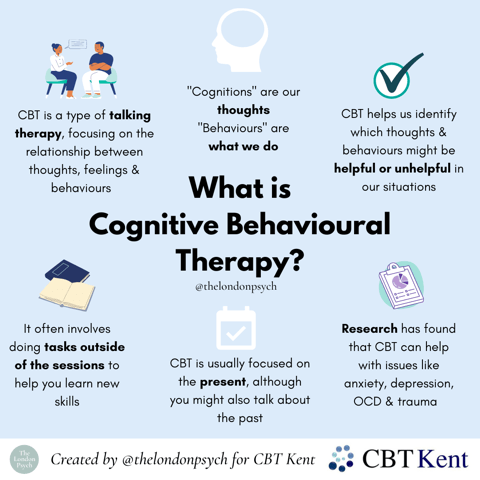 "Cognitions" are our
thoughts
"Behaviours" are
what we do
CBT is a type of talking
therapy, focusing on the
relationship between
thoughts, feelings &
behaviours
CBT helps us identify
which thoughts &
behaviours might be
helpful or unhelpful in
our situations
What is
Cognitive Behavioural
Therapy?
@thelondonpsych
It often involves
doing tasks outside
of the sessions to
help you learn new
skills
CBT is usually focused on
the present, although
you might also talk about
the past
Research has found
that CBT can help
with issues like
anxiety, depression,
OCD & trauma
The
London
Psych
Created by @thelondonpsych for CBT Kent
CBT Kent